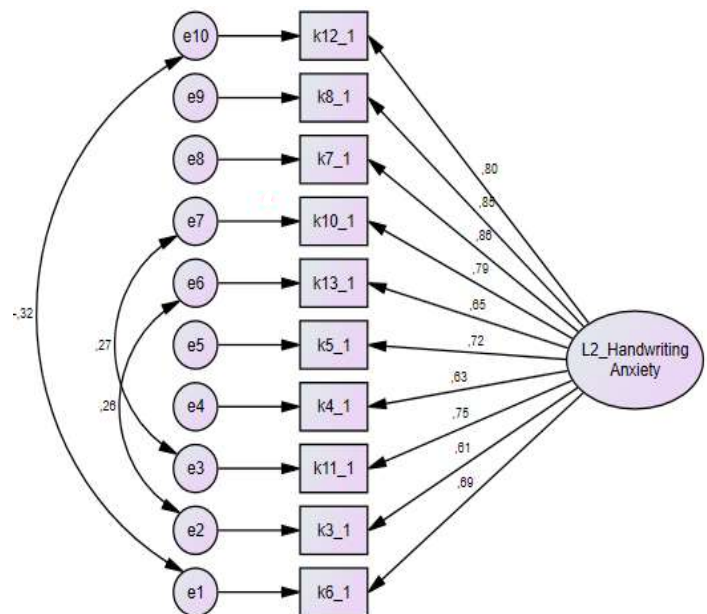 e10 k12_1
e9 k8_1
e8 k7_1
,80
,85
e7 k10_1
,86
,79
e6 k13_1
,65
-,32
,27
e5 k5_1
,72
L2_Handwriting
Anxiety
,63
e4 k4_1
,26
,75
e3 k11_1
,61
,69
e2 k3_1
e1 k6_1